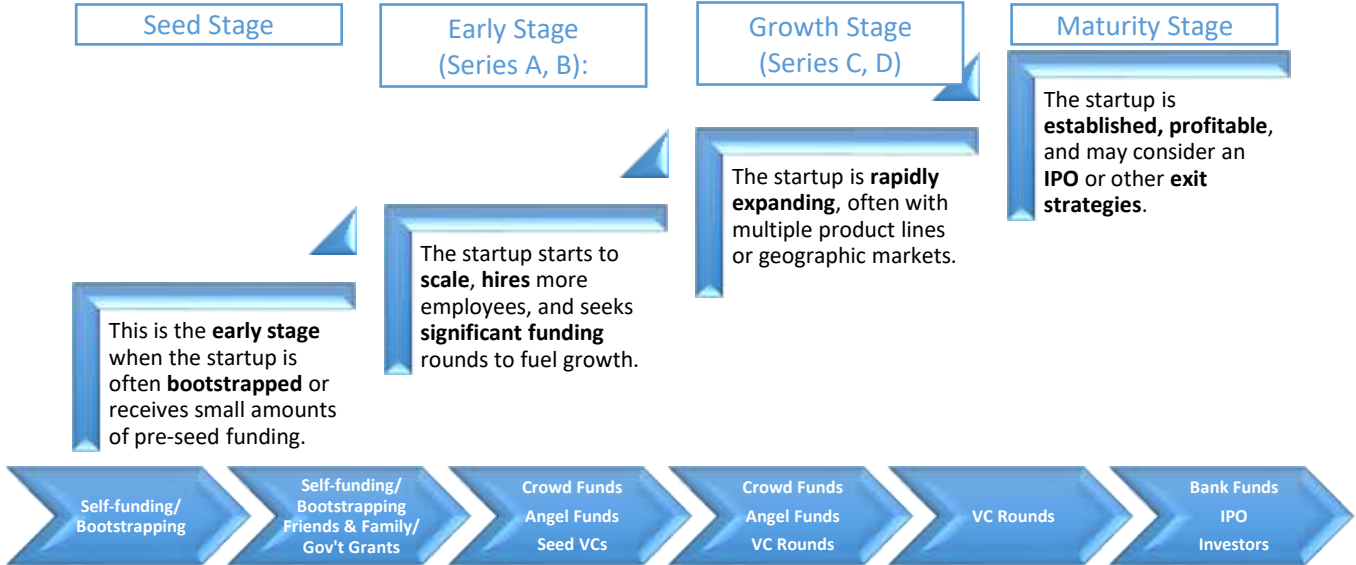 Seed Stage
Early Stage
(Series A, B):
Growth Stage
(Series C, D)
Maturity Stage
This is the early stage
when the startup is
often bootstrapped or
receives small amounts
of pre-seed funding.
The startup starts to
scale, hires more
employees, and seeks
significant funding
rounds to fuel growth.
The startup is rapidly
expanding, often with
multiple product lines
or geographic markets.
The startup is
established, profitable,
and may consider an
IPO or other exit
strategies.
Self-funding/
Bootstrapping
Self-funding/
Bootstrapping
Friends & Family/
Gov't Grants
Crowd Funds
Angel Funds
Seed VCs
Crowd Funds
Angel Funds
VC Rounds
VC Rounds
Bank Funds
IPO
Investors